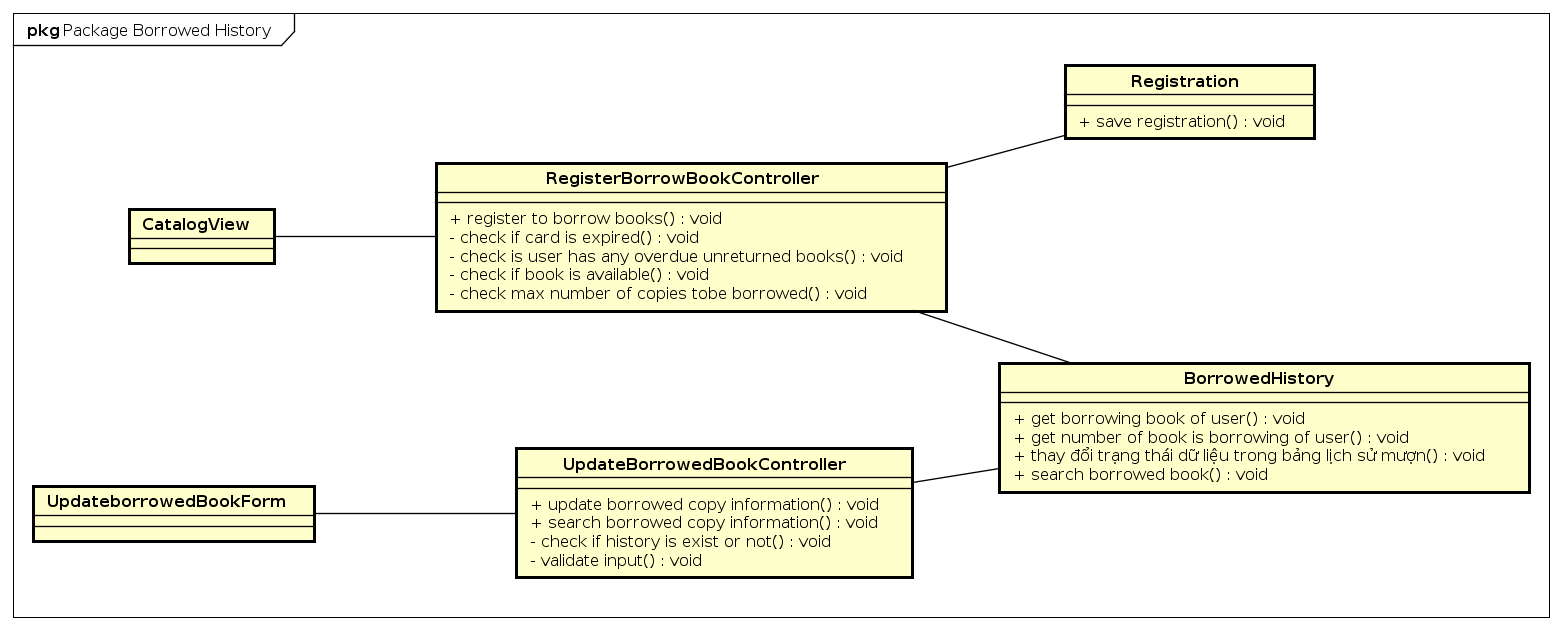 pkg Package Borrowed History
Registration
+ save registration() : void
RegisterBorrowBookController
+ register to borrow books() : void
- check if card is expired() : void
- check is user has any overdue unreturned books() : void
- check if book is available() : void
- check max number of copies tobe borrowed() : void
CatalogView
BorrowedHistory
+ get borrowing book of user() : void
+ get number of book is borrowing of user() : void
+ thay đổi trạng thái dữ liệu trong bảng lịch sử mượn() : void
+ search borrowed book() : void
UpdateBorrowedBookController
+ update borrowed copy information() : void
+ search borrowed copy information() : void
- check if history is exist or not() : void
- validate input() : void
UpdateborrowedBookForm